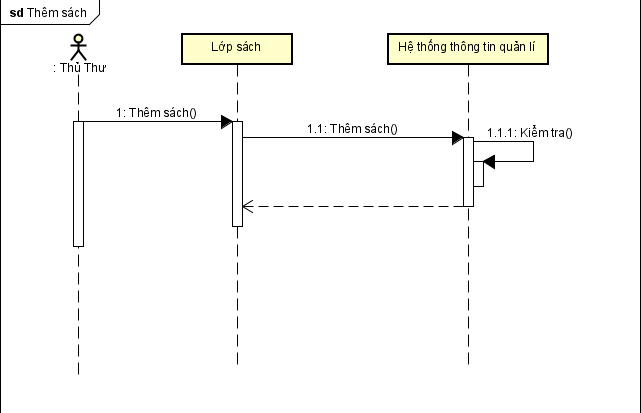 sd Thêm sách
: Thủ Thư
Lớp sách
Hệ thống thông tin quản lí
1: Thêm sách()
1.1: Thêm sách()
1.1.1: Kiểm tra()